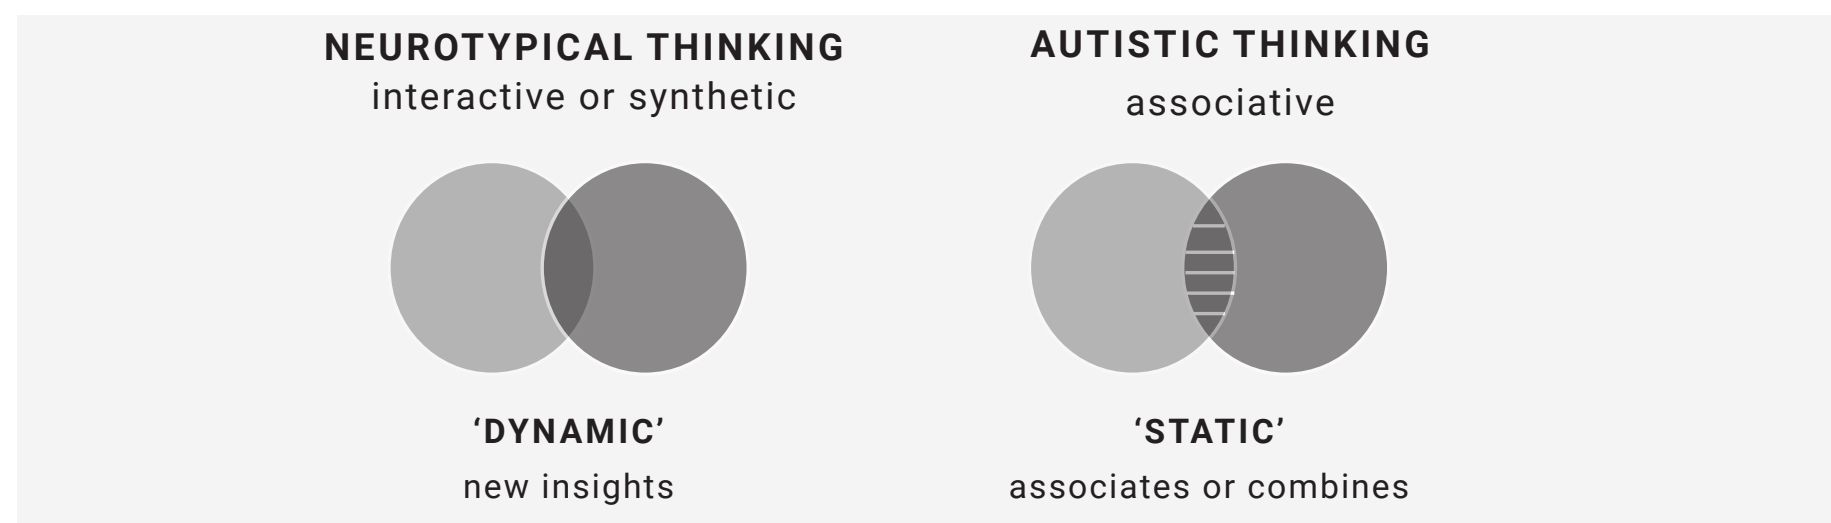 NEUROTYPICAL THINKING
interactive or synthetic
‘DYNAMIC’
new insights
AUTISTIC THINKING
associative
‘STATIC’
associates or combines